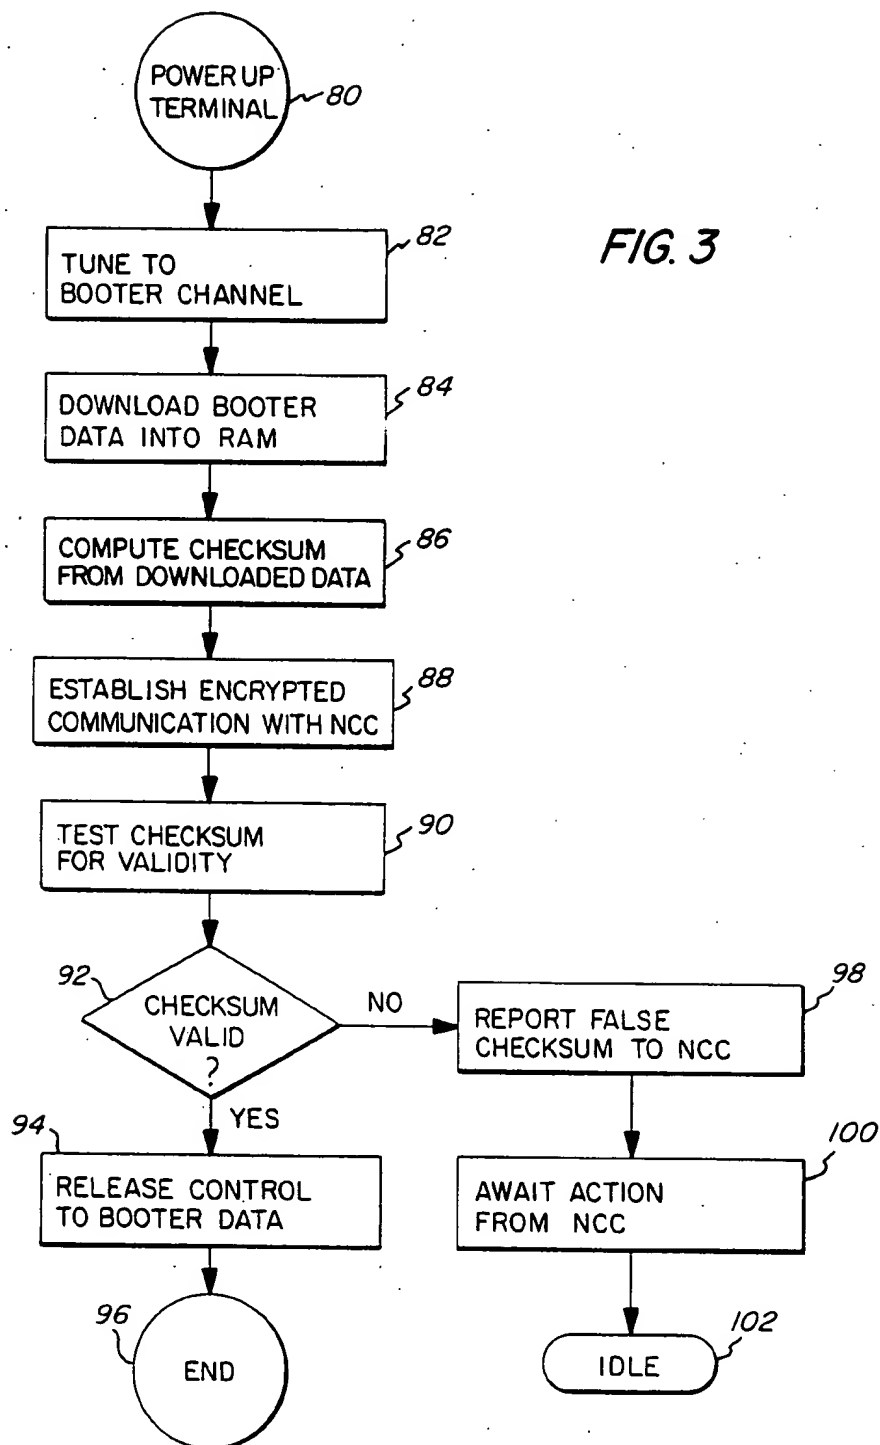 POWER UP
TERMINAL
80
FIG. 3
82
TUNE TO
BOOTER CHANNEL
84
DOWNLOAD BOOTER
DATA INTO RAM
86
COMPUTE CHECKSUM
FROM DOWNLOADED DATA
88
ESTABLISH ENCRYPTED
COMMUNICATION WITH NCC
90
TEST CHECKSUM
FOR VALIDITY
92
CHECKSUM
VALID
?
NO
98
REPORT FALSE
CHECKSUM TO NCC
YES
94
RELEASE CONTROL
TO BOOTER DATA
100
AWAIT ACTION
FROM NCC
96
END
102
IDLE